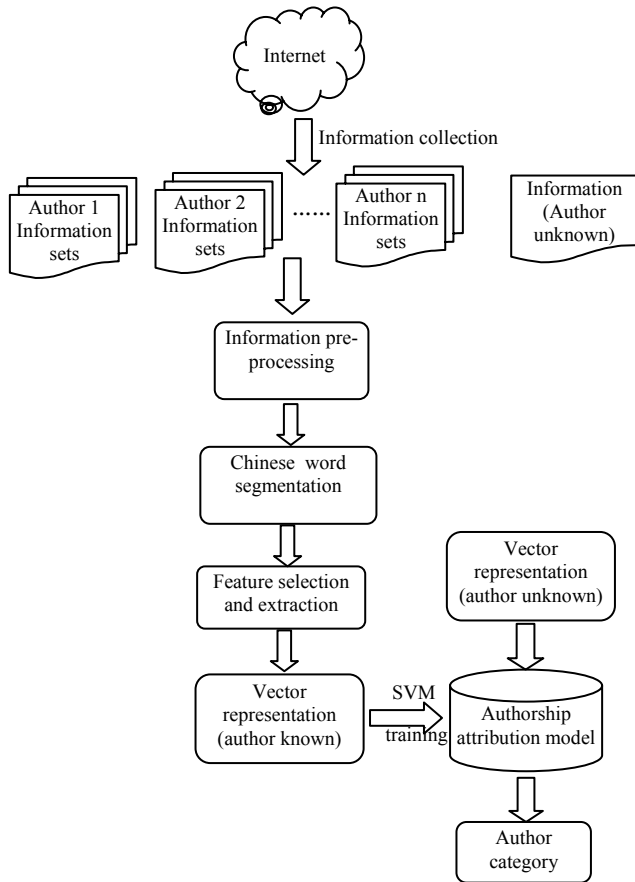 Internet
Information collection
Author 1
Information
sets
Author 2
Information
sets
......
Author n
Information
sets
Information
(Author
unknown)
Information pre-
processing
Chinese word
segmentation
Feature selection
and extraction
Vector
representation
(author unknown)
Vector
representation
(author known)
SVM
training
Authorship
attribution model
Author
category